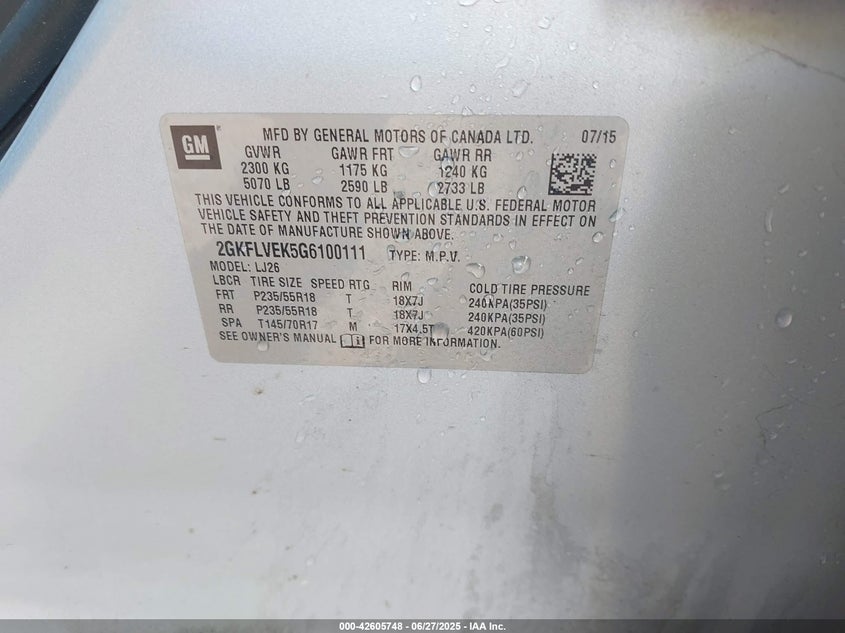 GM
MFD BY GENERAL MOTORS OF CANADA LTD. 07/15
GVWR GAWR FRT GAWR RR
2300 KG 1175 KG 1240 KG
5070 LB 2590 LB 2733 LB
THIS VEHICLE CONFORMS TO ALL APPLICABLE U.S. FEDERAL MOTOR
VEHICLE SAFETY AND THEFT PREVENTION STANDARDS IN EFFECT ON
THE DATE OF MANUFACTURE SHOWN ABOVE.
2GKFLVEK5G6100111 TYPE: M.P.V.
MODEL: LJ26
LBCR TIRE SIZE SPEED RTG RIM COLD TIRE PRESSURE
FRT P235/55R18 T 18X7J 240KPA(35PSI)
RR P235/55R18 T 18X7J 240KPA(35PSI)
SPA T145/70R17 M 17X4.5T 420KPA(60PSI)
SEE OWNER'S MANUAL FOR MORE INFORMATION.
000-42605748 - 06/27/2025 - IAA Inc.